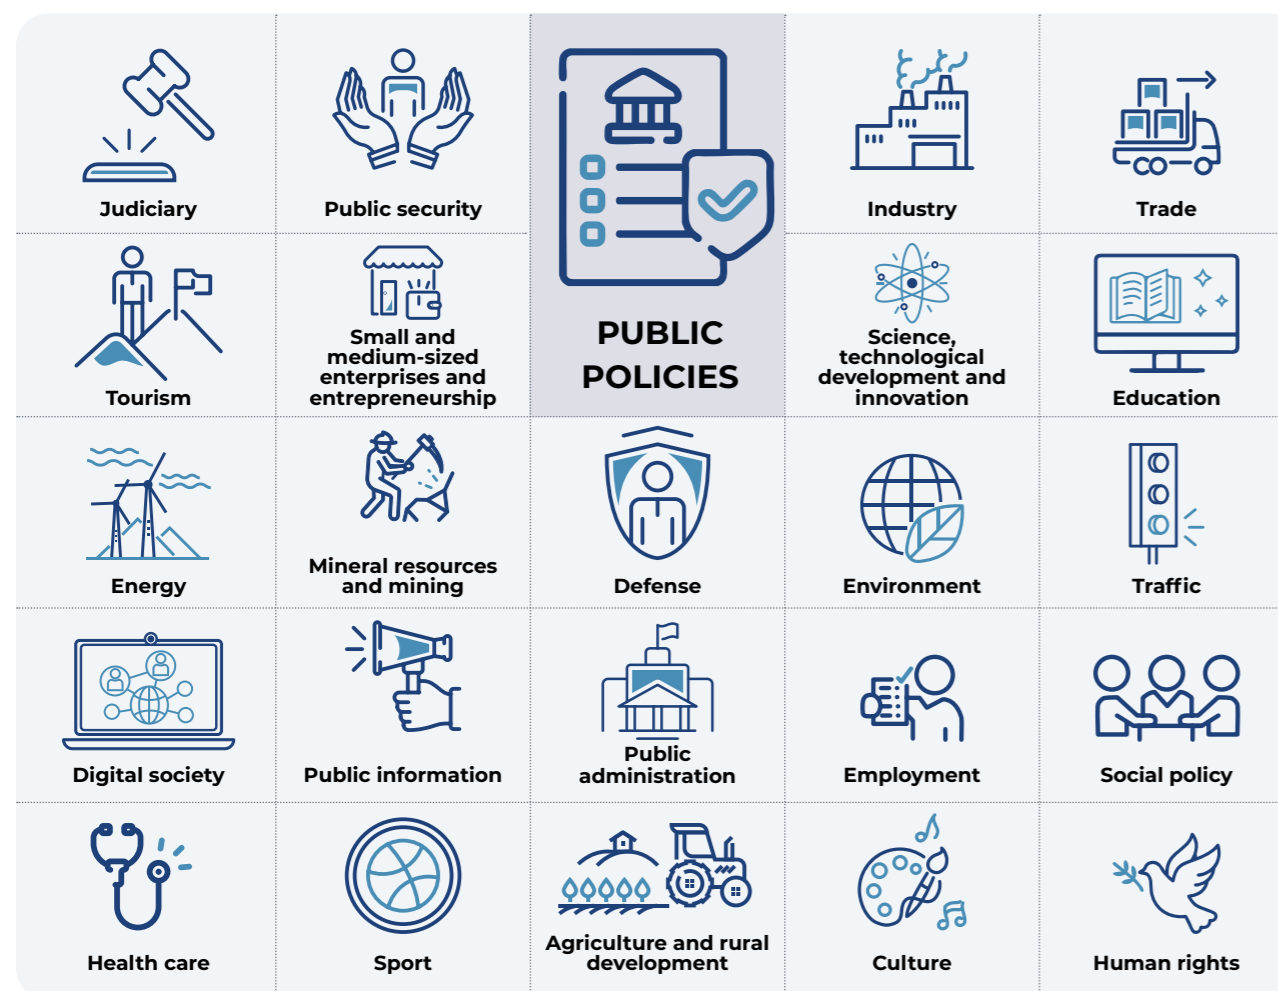 Judiciary
Public security
PUBLIC
POLICIES
Industry
Trade
Tourism
Small and
medium-sized
enterprises and
entrepreneurship
Science,
technological
development and
innovation
Education
Energy
Mineral resources
and mining
Defense
Environment
Traffic
Digital society
Public information
Public
administration
Employment
Social policy
Health care
Sport
Agriculture and rural
development
Culture
Human rights